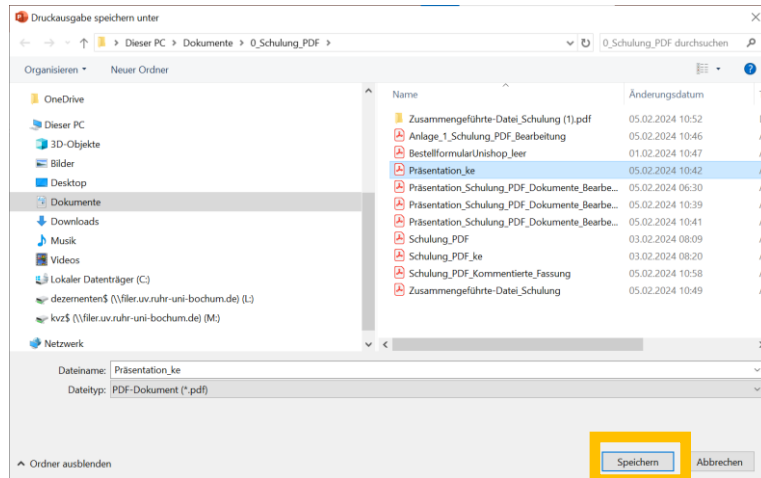 Druckausgabe speichern unter
Dieser PC > Dokumente > 0_Schulung_PDF >
0_Schulung_PDF durchsuchen
Organisieren
Neuer Ordner
OneDrive
Dieser PC
3D-Objekte
Bilder
Desktop
Dokumente
Downloads
Musik
Videos
Lokaler Datenträger (C:)
dezernenten$ (\\filer.uv.ruhr-uni-bochum.de) (L:)
kvz$ (\\filer.uv.ruhr-uni-bochum.de) (M:)
Netzwerk
Name Änderungsdatum
Zusammengeführte-Datei_Schulung (1).pdf 05.02.2024 10:52
Anlage_1_Schulung_PDF_Bearbeitung 05.02.2024 10:46
BestellformularUnishop_leer 01.02.2024 10:47
Präsentation_ke 05.02.2024 10:42
Präsentation_Schulung_PDF_Dokumente_Bearbe... 05.02.2024 06:30
Präsentation_Schulung_PDF_Dokumente_Bearbe... 05.02.2024 10:39
Präsentation_Schulung_PDF_Dokumente_Bearbe... 05.02.2024 10:41
Schulung_PDF 03.02.2024 08:09
Schulung_PDF_ke 03.02.2024 08:20
Schulung_PDF_Kommentierte_Fassung 05.02.2024 10:58
Zusammengeführte-Datei_Schulung 05.02.2024 10:49
Dateiname: Präsentation_ke
Dateityp: PDF-Dokument (*.pdf)
Ordner ausblenden
Speichern
Abbrechen